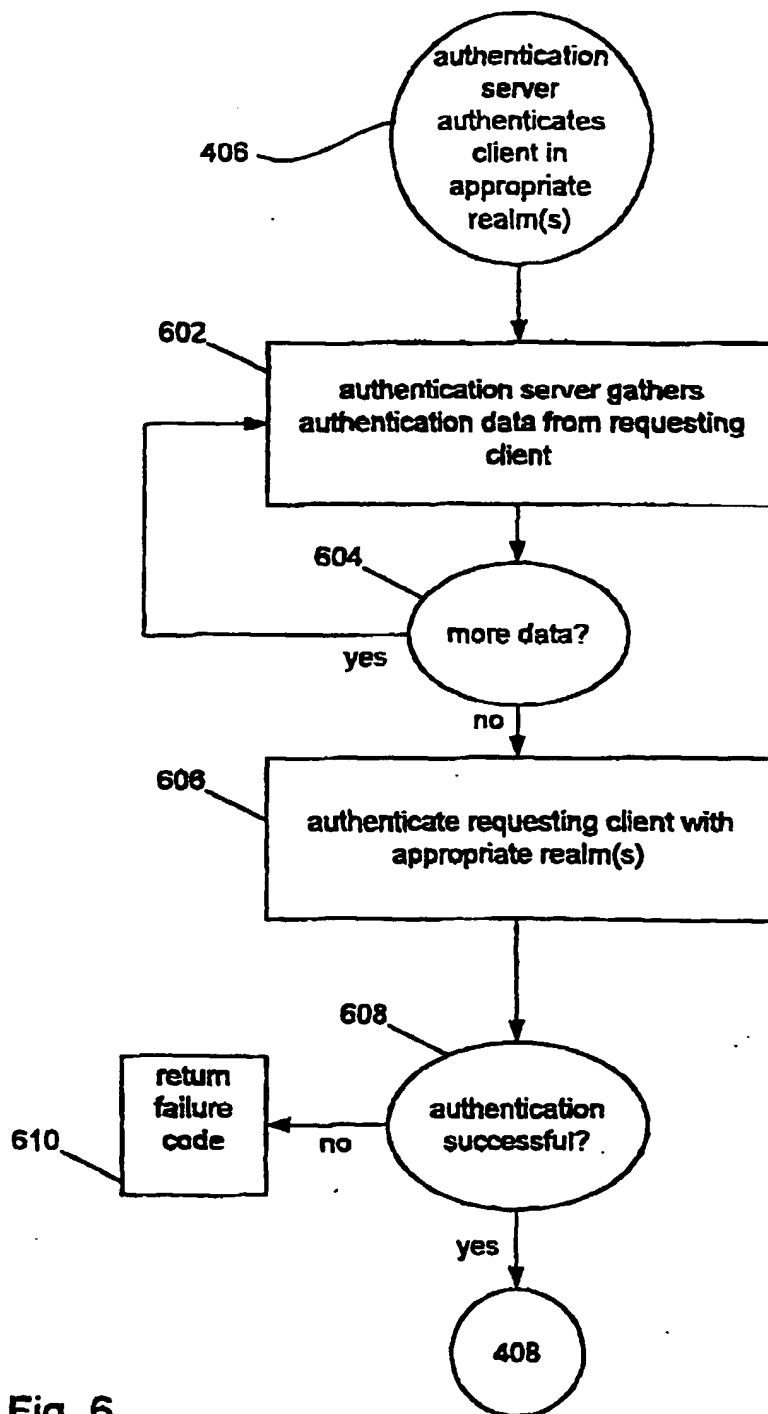 authentication
server
authenticates
client in
appropriate
realm(s)
406
602
authentication server gathers
authentication data from requesting
client
604
more data?
yes
no
606
authenticate requesting client with
appropriate realm(s)
608
authentication
successful?
return
failure
code
610
no
yes
408
Fig. 6